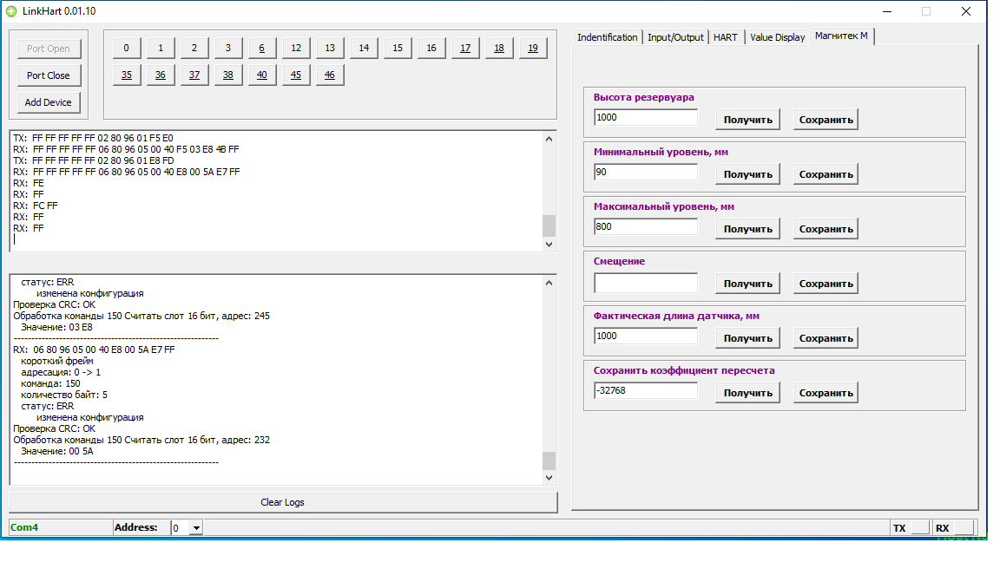 LinkHart 0.01.10
Port Open
Port Close
Add Device
0 1 2 3 6 12 13 14 15 16 17 18 19
35 36 37 38 40 45 46
TX: FF FF FF FF FF 02 80 96 01 F5 E0
RX: FF FF FF FF FF 06 80 96 05 00 40 F5 03 E8 4B FF
TX: FF FF FF FF FF 02 80 96 01 E8 FD
RX: FF FF FF FF FF 06 80 96 05 00 40 E8 00 5A E7 FF
RX: FE
RX: FF
RX: FC FF
RX: FF
RX: FF
статус: ERR
изменена конфигурация
Проверка CRC: OK
Обработка команды 150 Считать слот 16 бит, адрес: 245
Значение: 03 E8
------------------------------------------------------------
RX: 06 80 96 05 00 40 E8 00 5A E7 FF
короткий фрейм
адресация: 0 -> 1
команда: 150
количество байт: 5
статус: ERR
изменена конфигурация
Проверка CRC: OK
Обработка команды 150 Считать слот 16 бит, адрес: 232
Значение: 00 5A
------------------------------------------------------------
Clear Logs
Indentification Input/Output HART Value Display Магнитек М
Высота резервуара
1000 Получить Сохранить
Минимальный уровень, мм
90 Получить Сохранить
Максимальный уровень, мм
800 Получить Сохранить
Смещение
Получить Сохранить
Фактическая длина датчика, мм
1000 Получить Сохранить
Сохранить коэффициент пересчета
-32768 Получить Сохранить
Com4 Address: 0 TX RX